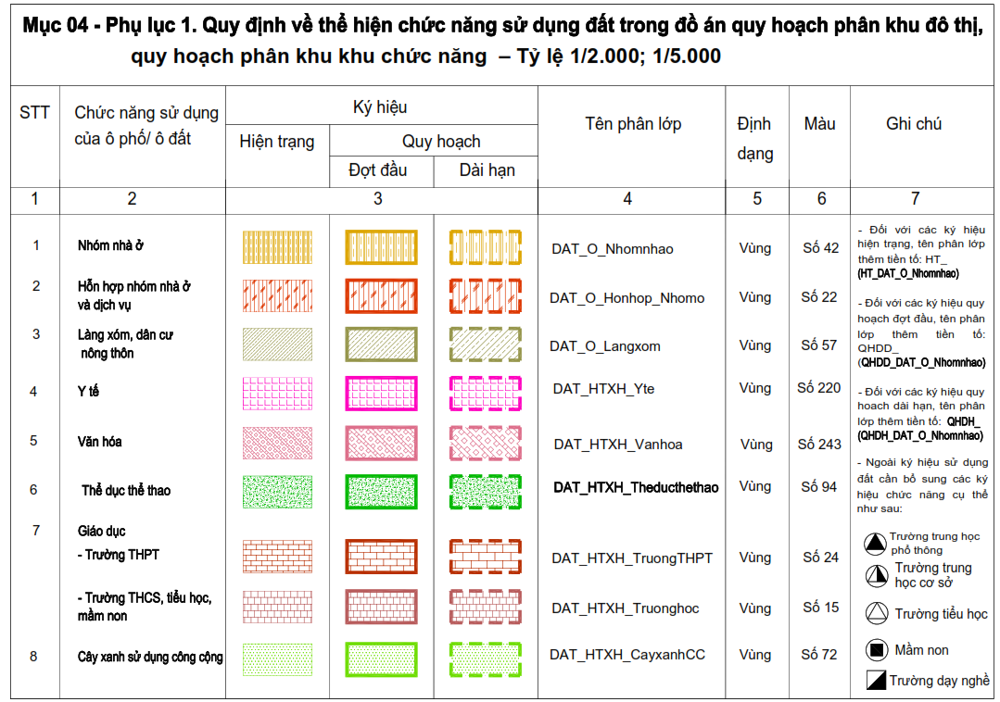 Mục 04 - Phụ lục 1. Quy định về thể hiện chức năng sử dụng đất trong đồ án quy hoạch phân khu đô thị,
quy hoạch phân khu khu chức năng – Tỷ lệ 1/2.000; 1/5.000
STT
Chức năng sử dụng
của ô phố/ ô đất
Ký hiệu
Hiện trạng
Quy hoạch
Đợt đầu
Dài hạn
Tên phân lớp
Định
dạng
Màu
Ghi chú
1
2
3
4
5
6
7
1
Nhóm nhà ở
DAT_O_Nhomnhao
Vùng
Số 42
2
Hỗn hợp nhóm nhà ở
và dịch vụ
DAT_O_Honhop_Nhomo
Vùng
Số 22
3
Làng xóm, dân cư
nông thôn
DAT_O_Langxom
Vùng
Số 57
4
Y tế
DAT_HTXH_Yte
Vùng
Số 220
5
Văn hóa
DAT_HTXH_Vanhoa
Vùng
Số 243
6
Thể dục thể thao
DAT_HTXH_Theducthethao
Vùng
Số 94
7
Giáo dục
- Trường THPT
DAT_HTXH_TruongTHPT
Vùng
Số 24
- Trường THCS, tiểu học,
mầm non
DAT_HTXH_Truonghoc
Vùng
Số 15
8
Cây xanh sử dụng công cộng
DAT_HTXH_CayxanhCC
Vùng
Số 72
- Đối với các ký hiệu
hiện trạng, tên phân lớp
thêm tiền tố: HT_
(HT_DAT_O_Nhomnhao)
- Đối với các ký hiệu quy
hoạch đợt đầu, tên phân
lớp thêm tiền tố:
QHDD_
(QHDD_DAT_O_Nhomnhao)
- Đối với các ký hiệu quy
hoach dài hạn, tên phân
lớp thêm tiền tố: QHDH_
(QHDH_DAT_O_Nhomnhao)
- Ngoài ký hiệu sử dụng
đất cần bổ sung các ký
hiệu chức năng cụ thể
như sau:
Trường trung học
phổ thông
Trường trung
học cơ sở
Trường tiểu học
Mầm non
Trường dạy nghề